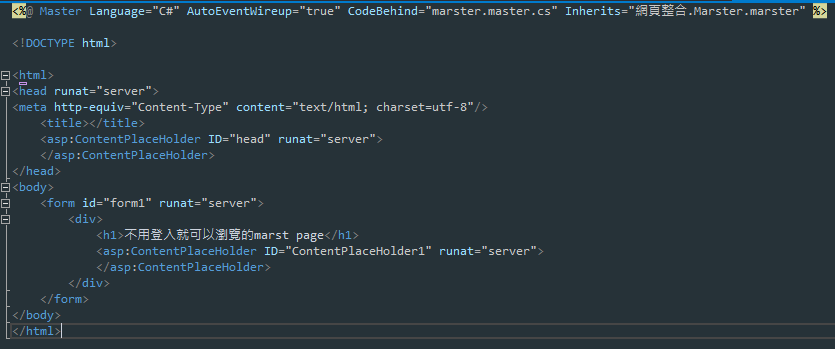 <%@ Master Language="C#" AutoEventWireup="true" CodeBehind="marster.master.cs" Inherits="網頁整合.Marster.marster" %>
<!DOCTYPE html>
<html>
<head runat="server">
<meta http-equiv="Content-Type" content="text/html; charset=utf-8"/>
<title></title>
<asp:ContentPlaceHolder ID="head" runat="server">
</asp:ContentPlaceHolder>
</head>
<body>
<form id="form1" runat="server">
<div>
<h1>不用登入就可以瀏覽的marst page</h1>
<asp:ContentPlaceHolder ID="ContentPlaceHolder1" runat="server">
</asp:ContentPlaceHolder>
</div>
</form>
</body>
</html>